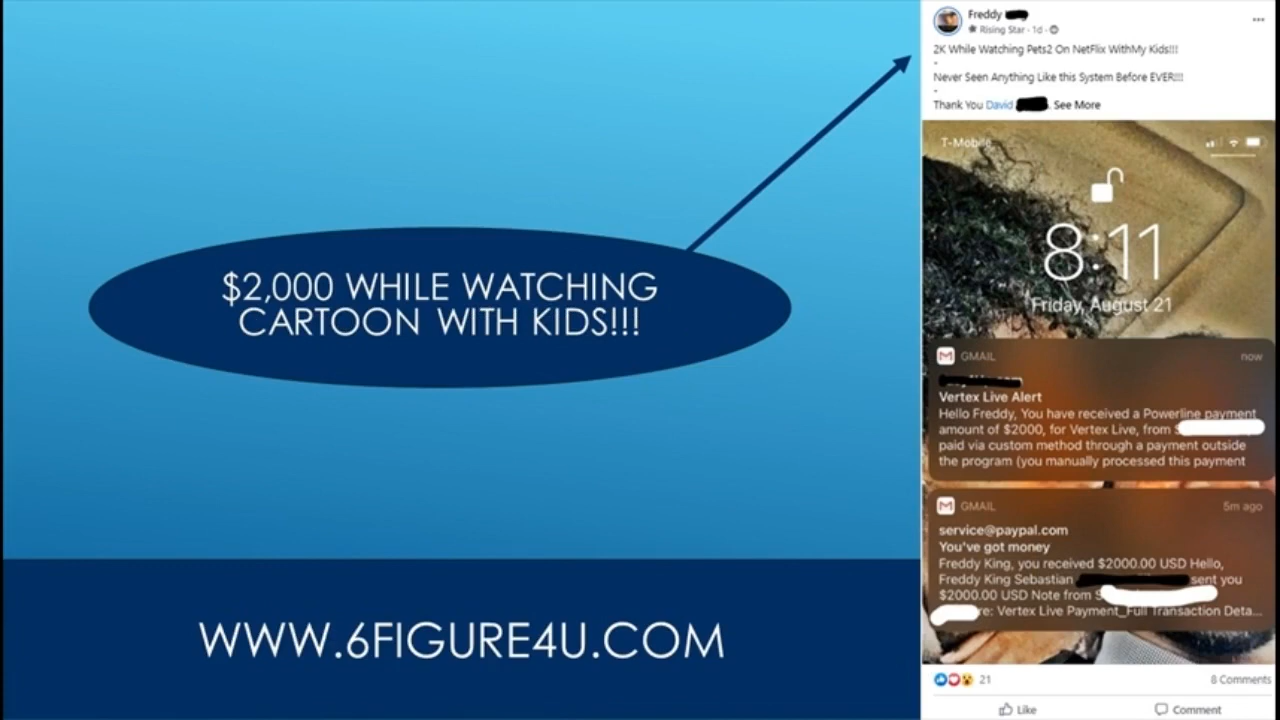 $2,000 WHILE WATCHING
CARTOON WITH KIDS!!!
WWW.6FIGURE4U.COM
Freddy
Rising Star · 1d ·
2K While Watching Pets2 On NetFlix WithMy Kids!!!
-
Never Seen Anything Like this System Before EVER!!!
-
Thank You David . See More
T-Mobile
8:11
Friday, August 21
GMAIL now
Vertex Live Alert
Hello Freddy, You have received a Powerline payment
amount of $2000, for Vertex Live, from S
paid via custom method through a payment outside
the program (you manually processed this payment
GMAIL 5m ago
service@paypal.com
You've got money
Freddy King, you received $2000.00 USD Hello,
Freddy King Sebastian sent you
$2000.00 USD Note from S
re: Vertex Live Payment_Full Transaction Deta...
21 8 Comments
Like Comment